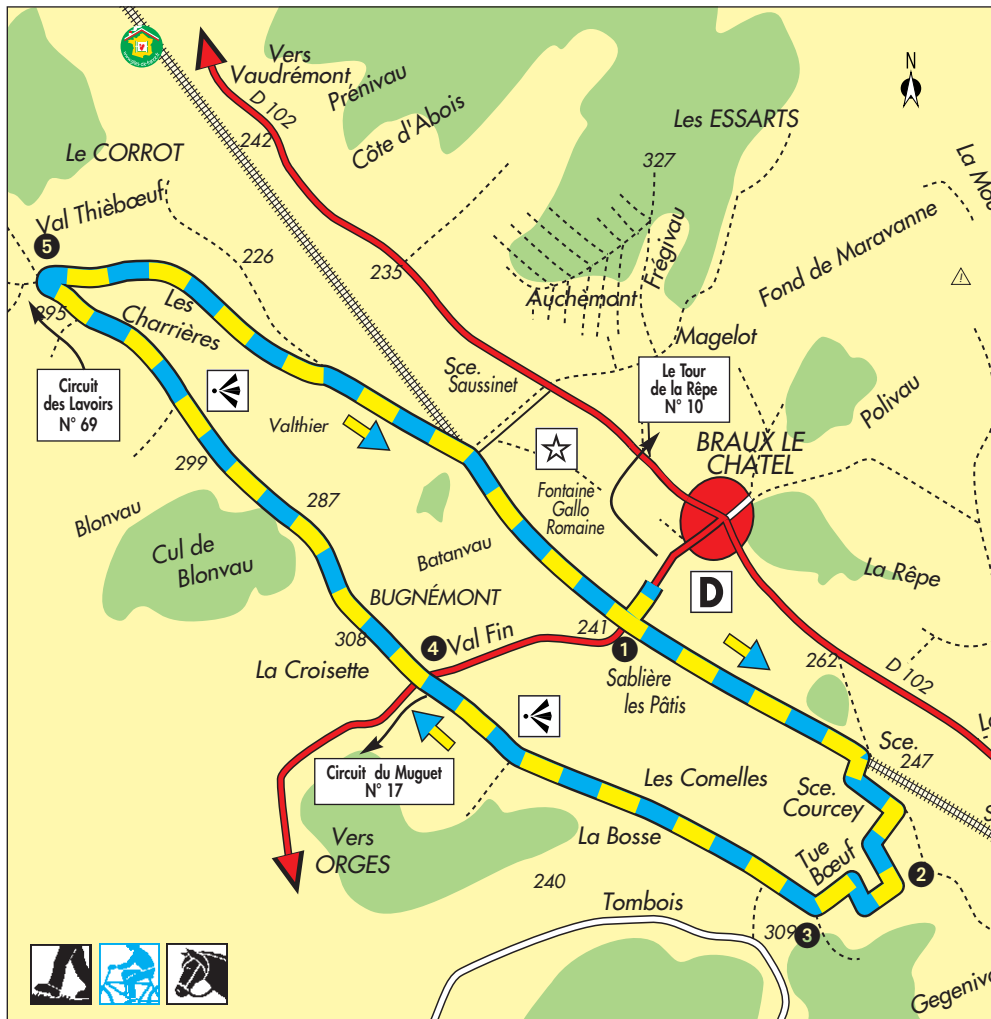 Vers
Vaudrémont
Prénivau
D 102
Côte d'Abois
242
N
Les ESSARTS
327
Le CORROT
Val Thièbœuf
5
226
235
Frégivau
Fond de Maravanne
Auchemant
Les
Charrières
295
Magelot
Sce.
Saussinet
Circuit
des Lavoirs
N° 69
Le Tour
de la Rêpe
N° 10
Polivau
Valthier
BRAUX LE
CHATEL
299
287
Fontaine
Gallo
Romaine
Blonvau
Cul de
Blonvau
Batanvau
La Rêpe
D
BUGNÉMONT
308
4
Val Fin
241
1
262
D 102
La Croisette
Sablière
les Pâtis
Sce.
247
Circuit du Muguet
N° 17
Les Comelles
Sce.
Courcey
Vers
ORGES
La Bosse
Tue
Bœuf
2
240
Tombois
309
3